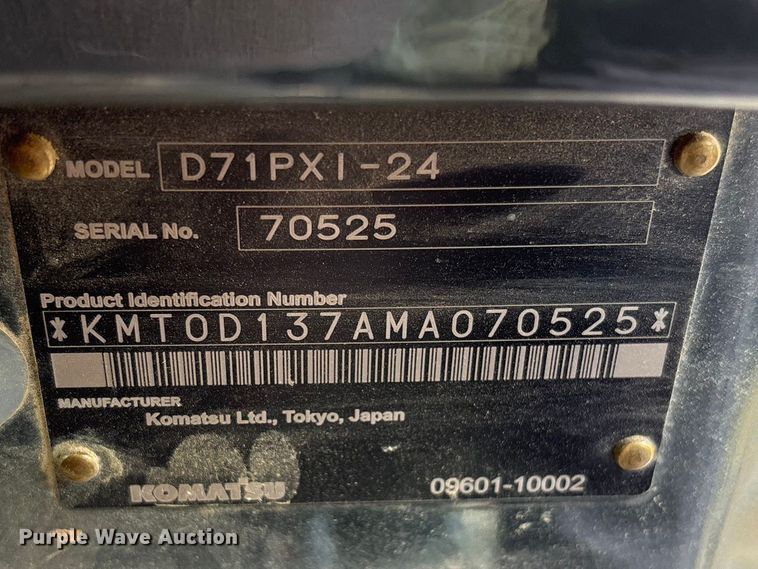 MODEL D71PXI-24
SERIAL No. 70525
Product Identification Number
*KMT0D137AMA070525*
MANUFACTURER
Komatsu Ltd., Tokyo, Japan
KOMATSU 09601-10002
Purple Wave Auction